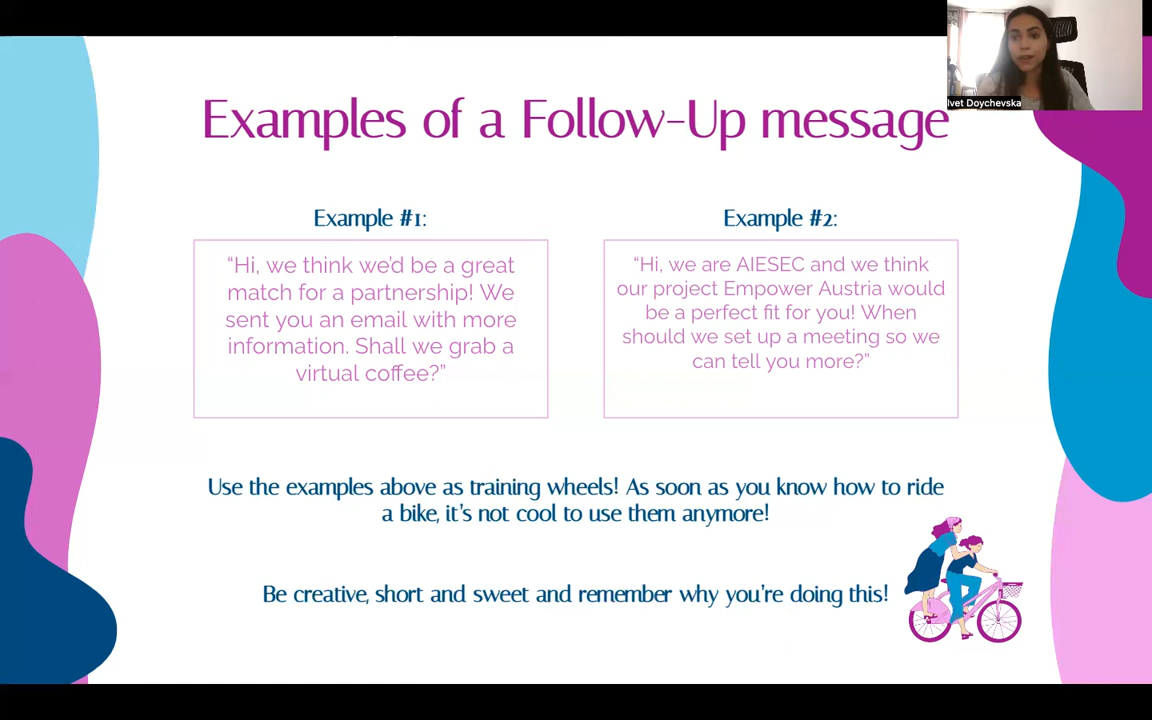 Examples of a Follow-Up message
Example #1:
“Hi, we think we’d be a great
match for a partnership! We
sent you an email with more
information. Shall we grab a
virtual coffee?”
Example #2:
“Hi, we are AIESEC and we think
our project Empower Austria would
be a perfect fit for you! When
should we set up a meeting so we
can tell you more?”
Use the examples above as training wheels! As soon as you know how to ride
a bike, it’s not cool to use them anymore!
Be creative, short and sweet and remember why you’re doing this!
Ivet Doychevska